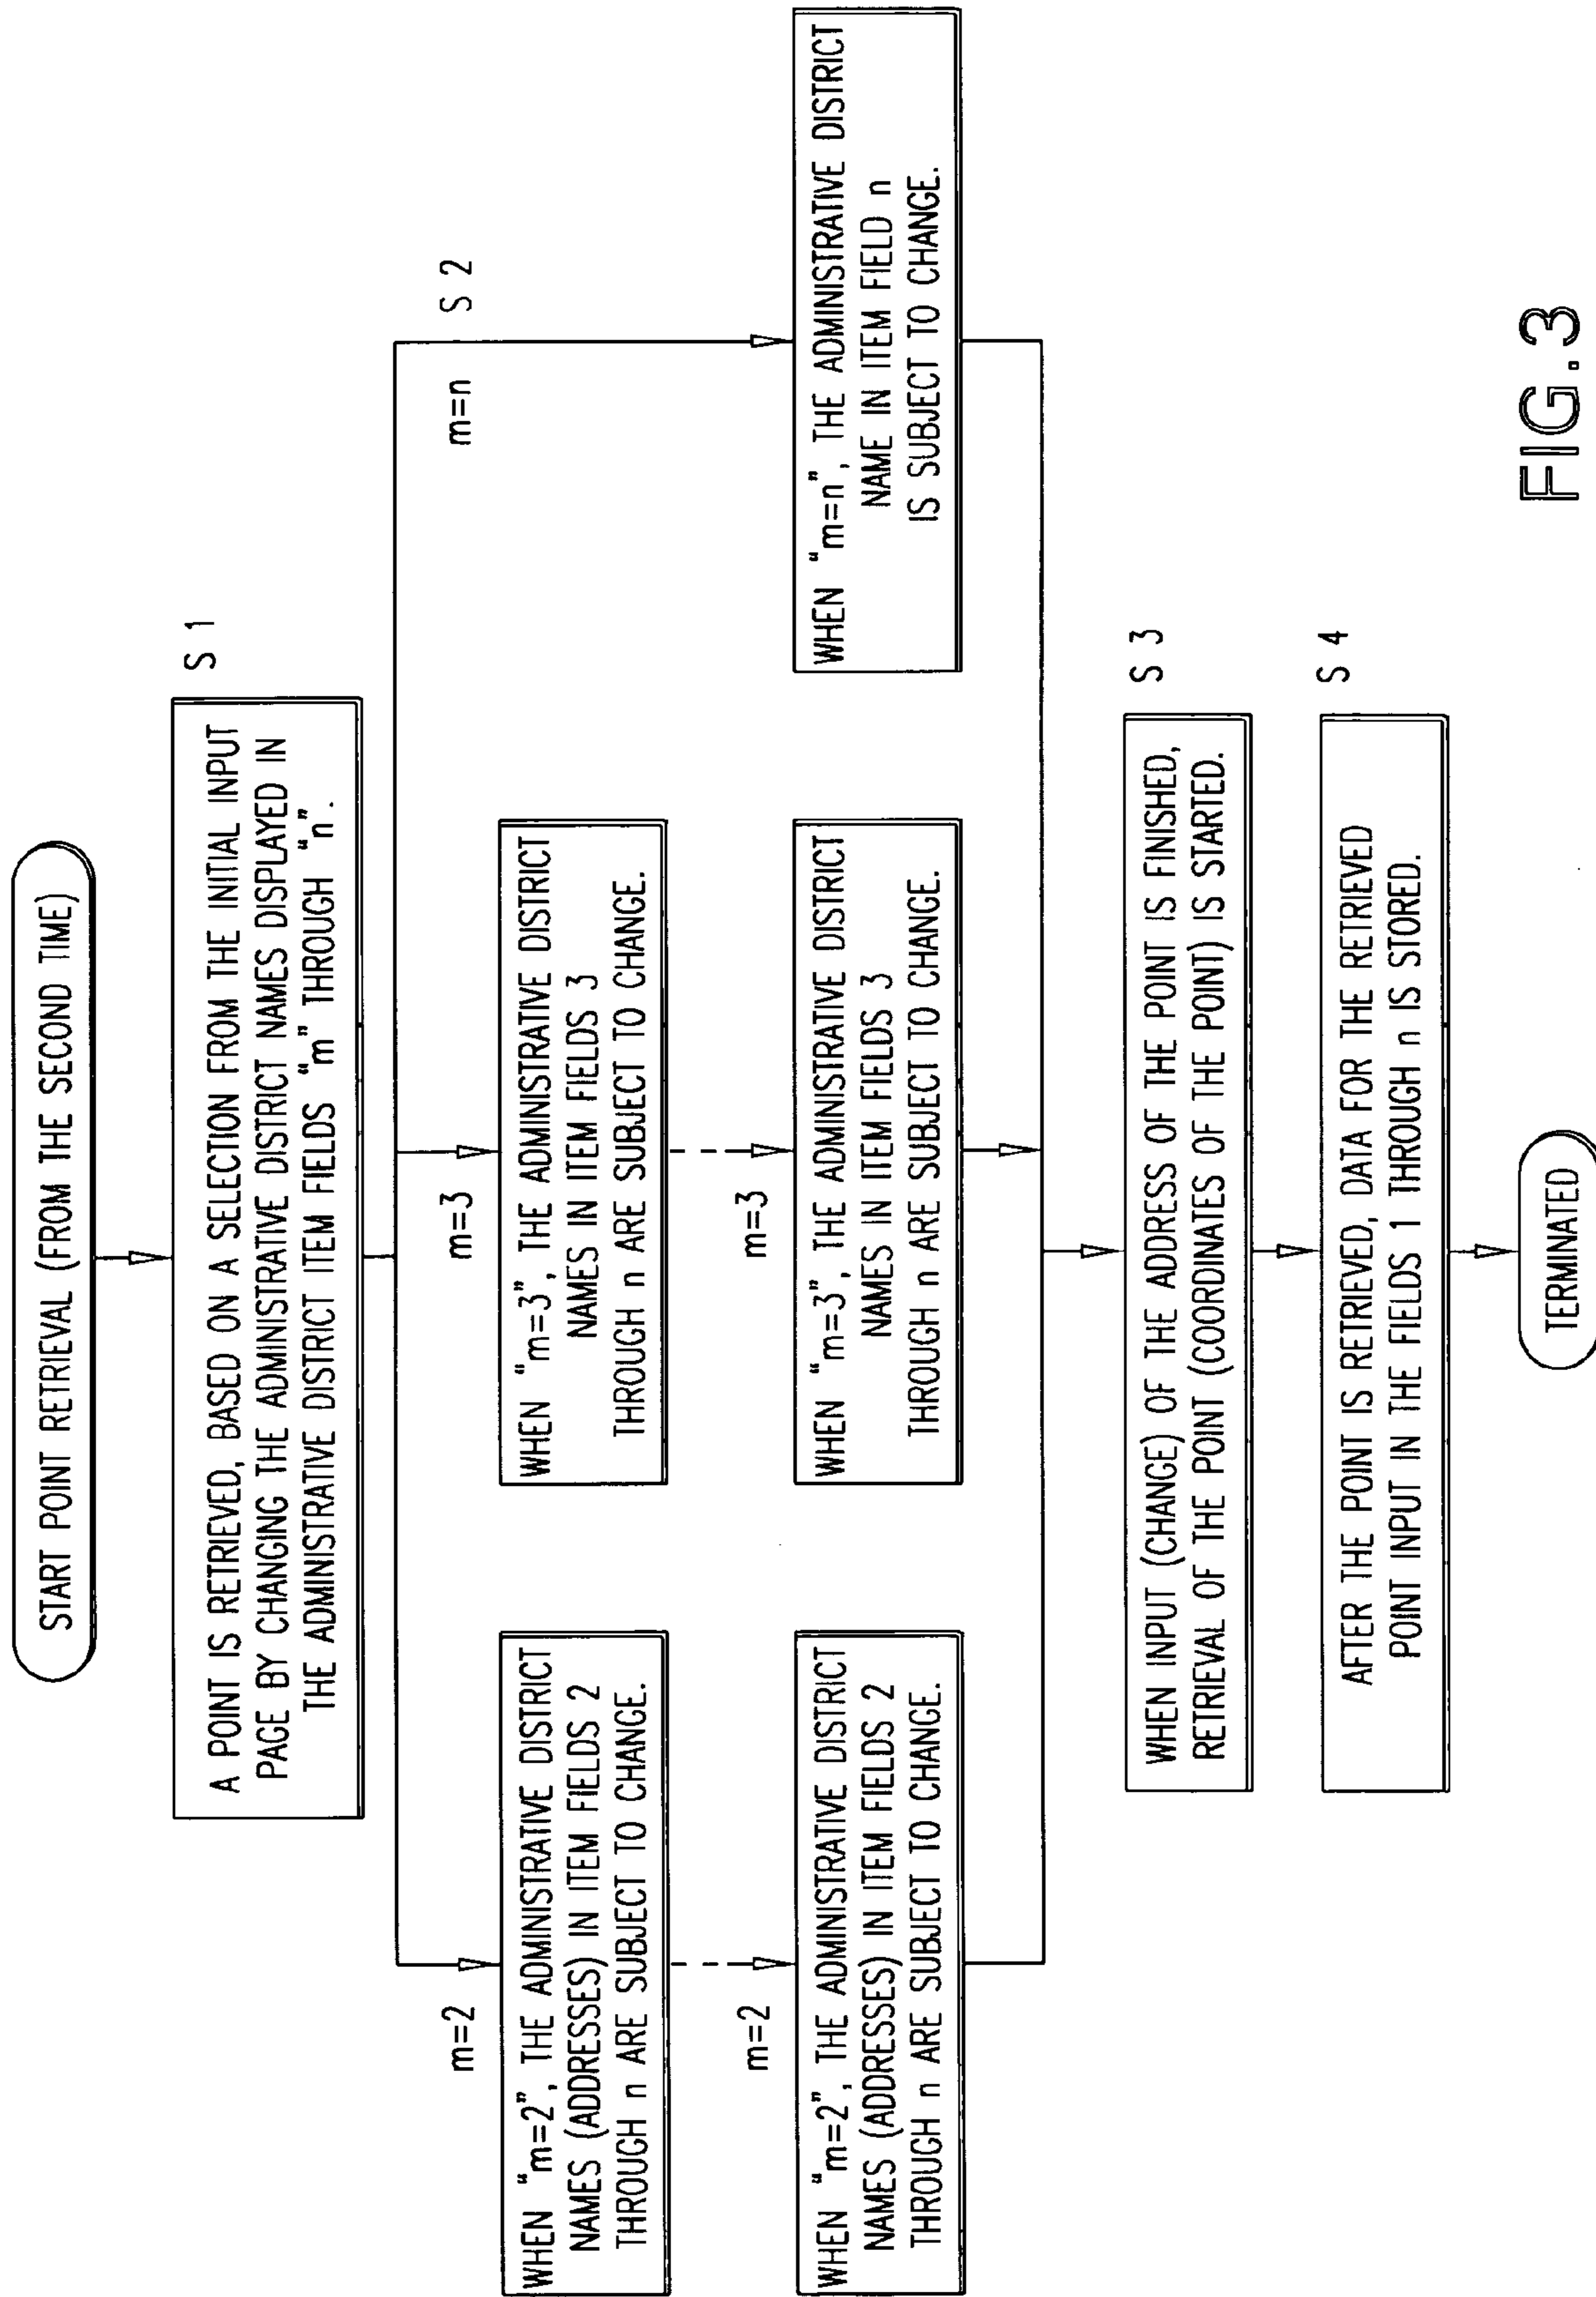 START POINT RETRIEVAL (FROM THE SECOND TIME)
S 1
A POINT IS RETRIEVED, BASED ON A SELECTION FROM THE INITIAL INPUT
PAGE BY CHANGING THE ADMINISTRATIVE DISTRICT NAMES DISPLAYED IN
THE ADMINISTRATIVE DISTRICT ITEM FIELDS “m” THROUGH “n”.
m=2
m=3
m=n
S 2
WHEN “m=2”, THE ADMINISTRATIVE DISTRICT
NAMES (ADDRESSES) IN ITEM FIELDS 2
THROUGH n ARE SUBJECT TO CHANGE.
WHEN “m=3”, THE ADMINISTRATIVE DISTRICT
NAMES IN ITEM FIELDS 3
THROUGH n ARE SUBJECT TO CHANGE.
m=2
m=3
WHEN “m=2”, THE ADMINISTRATIVE DISTRICT
NAMES (ADDRESSES) IN ITEM FIELDS 2
THROUGH n ARE SUBJECT TO CHANGE.
WHEN “m=3”, THE ADMINISTRATIVE DISTRICT
NAMES IN ITEM FIELDS 3
THROUGH n ARE SUBJECT TO CHANGE.
WHEN “m=n”, THE ADMINISTRATIVE DISTRICT
NAME IN ITEM FIELD n
IS SUBJECT TO CHANGE.
S 3
WHEN INPUT (CHANGE) OF THE ADDRESS OF THE POINT IS FINISHED,
RETRIEVAL OF THE POINT (COORDINATES OF THE POINT) IS STARTED.
S 4
AFTER THE POINT IS RETRIEVED, DATA FOR THE RETRIEVED
POINT INPUT IN THE FIELDS 1 THROUGH n IS STORED.
TERMINATED
FIG.3